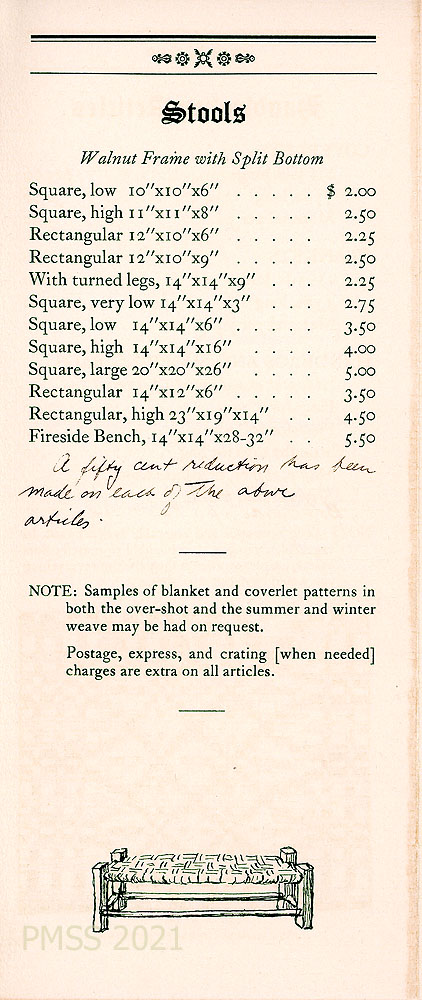 Stools
Walnut Frame with Split Bottom
Square, low 10"x10"x6" . . . . . $ 2.00
Square, high 11"x11"x8" . . . . 2.50
Rectangular 12"x10"x6" . . . . 2.25
Rectangular 12"x10"x9" . . . . 2.50
With turned legs, 14"x14"x9" . . . 2.25
Square, very low 14"x14"x3" . . . 2.75
Square, low 14"x14"x6" . . . . 3.50
Square, high 14"x14"x16" . . . . 4.00
Square, large 20"x20"x26" . . . . 5.00
Rectangular 14"x12"x6" . . . . 3.50
Rectangular, high 23"x19"x14" . . 4.50
Fireside Bench, 14"x14"x28-32" . . 5.50
A fifty cent reduction has been
made on each of the above
articles.
NOTE: Samples of blanket and coverlet patterns in
both the over-shot and the summer and winter
weave may be had on request.
Postage, express, and crating [when needed]
charges are extra on all articles.
PMSS 2021